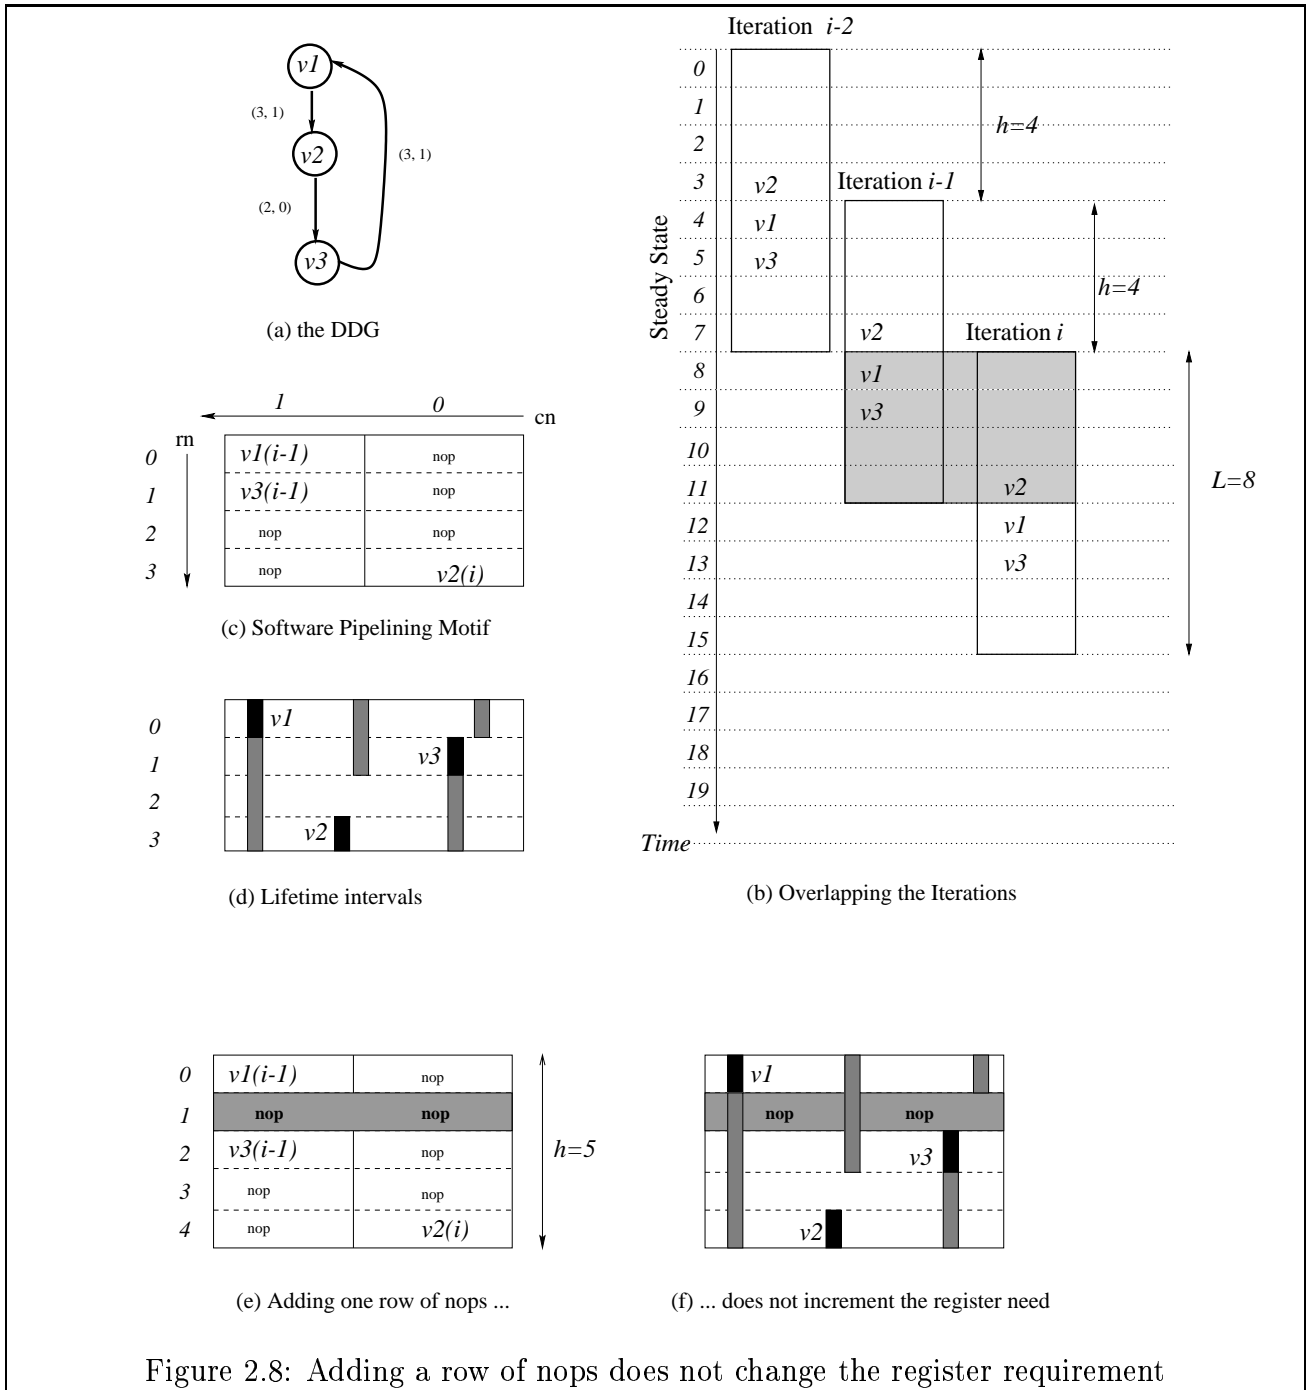 v1
(3, 1)
v2
(3, 1)
(2, 0)
v3
(a) the DDG
1 0
cn
rn
0 v1(i-1) nop
1 v3(i-1) nop
2 nop nop
3 nop v2(i)
(c) Software Pipelining Motif
0 v1
1 v3
2
3 v2
(d) Lifetime intervals
Iteration i-2
0
1
h=4
2
3 v2 Iteration i-1
4 v1
Steady State
5 v3
6
h=4
7 v2 Iteration i
8 v1
9 v3
10
11 v2
L=8
12 v1
13 v3
14
15
16
17
18
19
Time
(b) Overlapping the Iterations
0 v1(i-1) nop
1 nop nop
2 v3(i-1) nop
h=5
3 nop nop
4 nop v2(i)
(e) Adding one row of nops ...
v1
nop nop
v3
v2
(f) ... does not increment the register need
Figure 2.8: Adding a row of nops does not change the register requirement